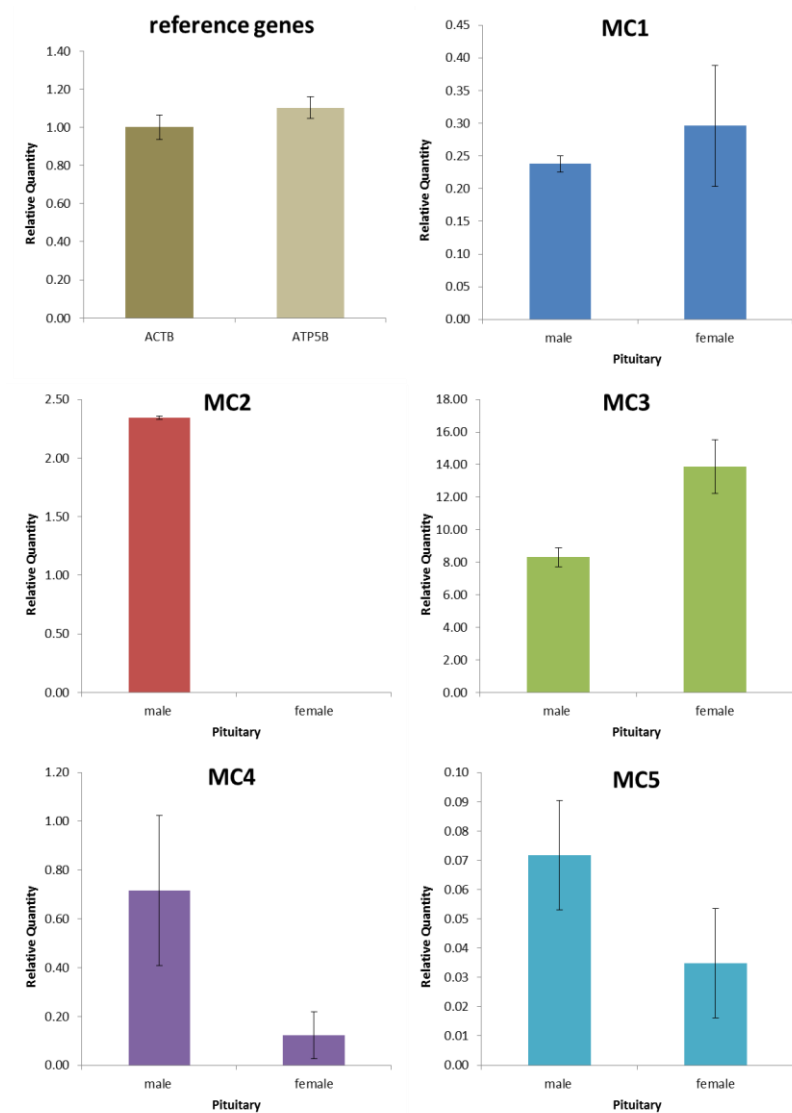 reference genes
Relative Quantity
1.40
1.20
1.00
0.80
0.60
0.40
0.20
0.00
ACTB ATP5B
MC1
Relative Quantity
0.45
0.40
0.35
0.30
0.25
0.20
0.15
0.10
0.05
0.00
male female
Pituitary
MC2
Relative Quantity
2.50
2.00
1.50
1.00
0.50
0.00
male female
Pituitary
MC3
Relative Quantity
18.00
16.00
14.00
12.00
10.00
8.00
6.00
4.00
2.00
0.00
male female
Pituitary
MC4
Relative Quantity
1.20
1.00
0.80
0.60
0.40
0.20
0.00
male female
Pituitary
MC5
Relative Quantity
0.10
0.09
0.08
0.07
0.06
0.05
0.04
0.03
0.02
0.01
0.00
male female
Pituitary